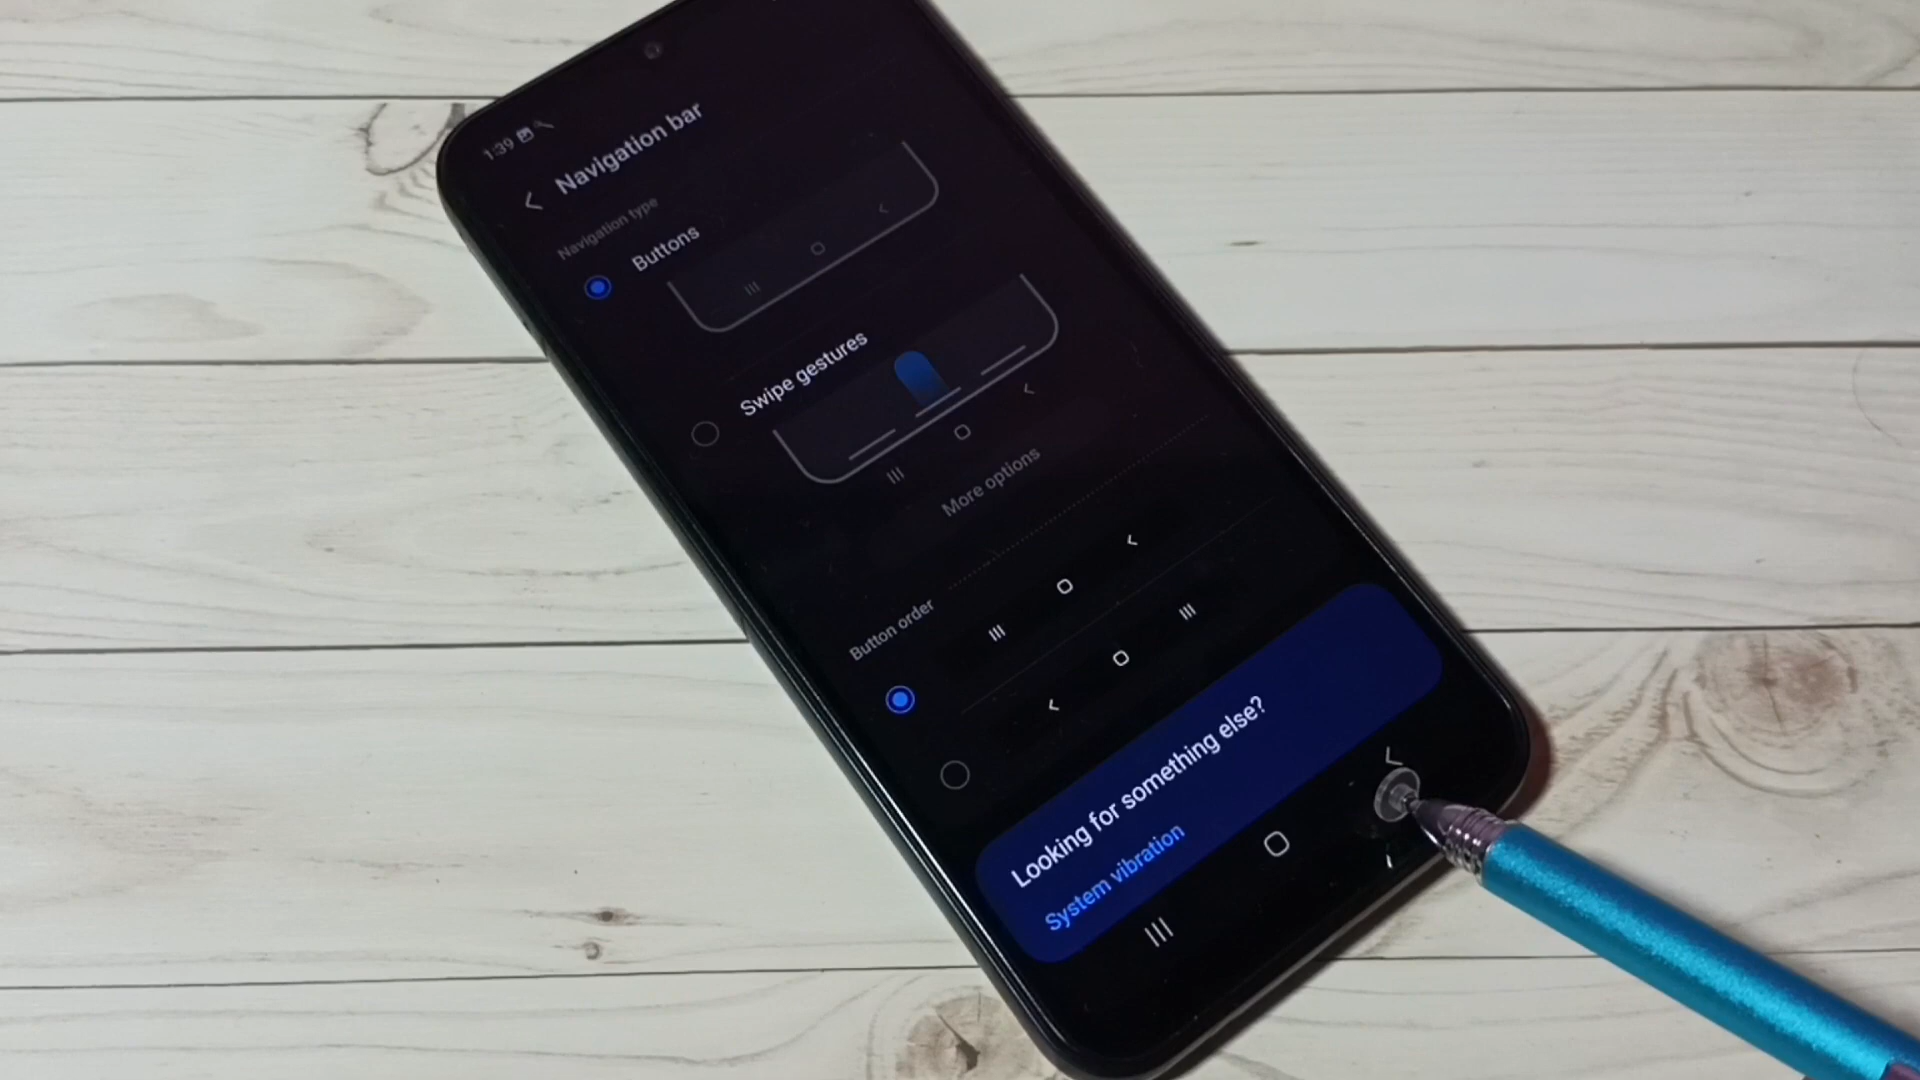 1:39
Navigation bar
Navigation type
Buttons
Swipe gestures
More options
Button order
Looking for something else?
System vibration